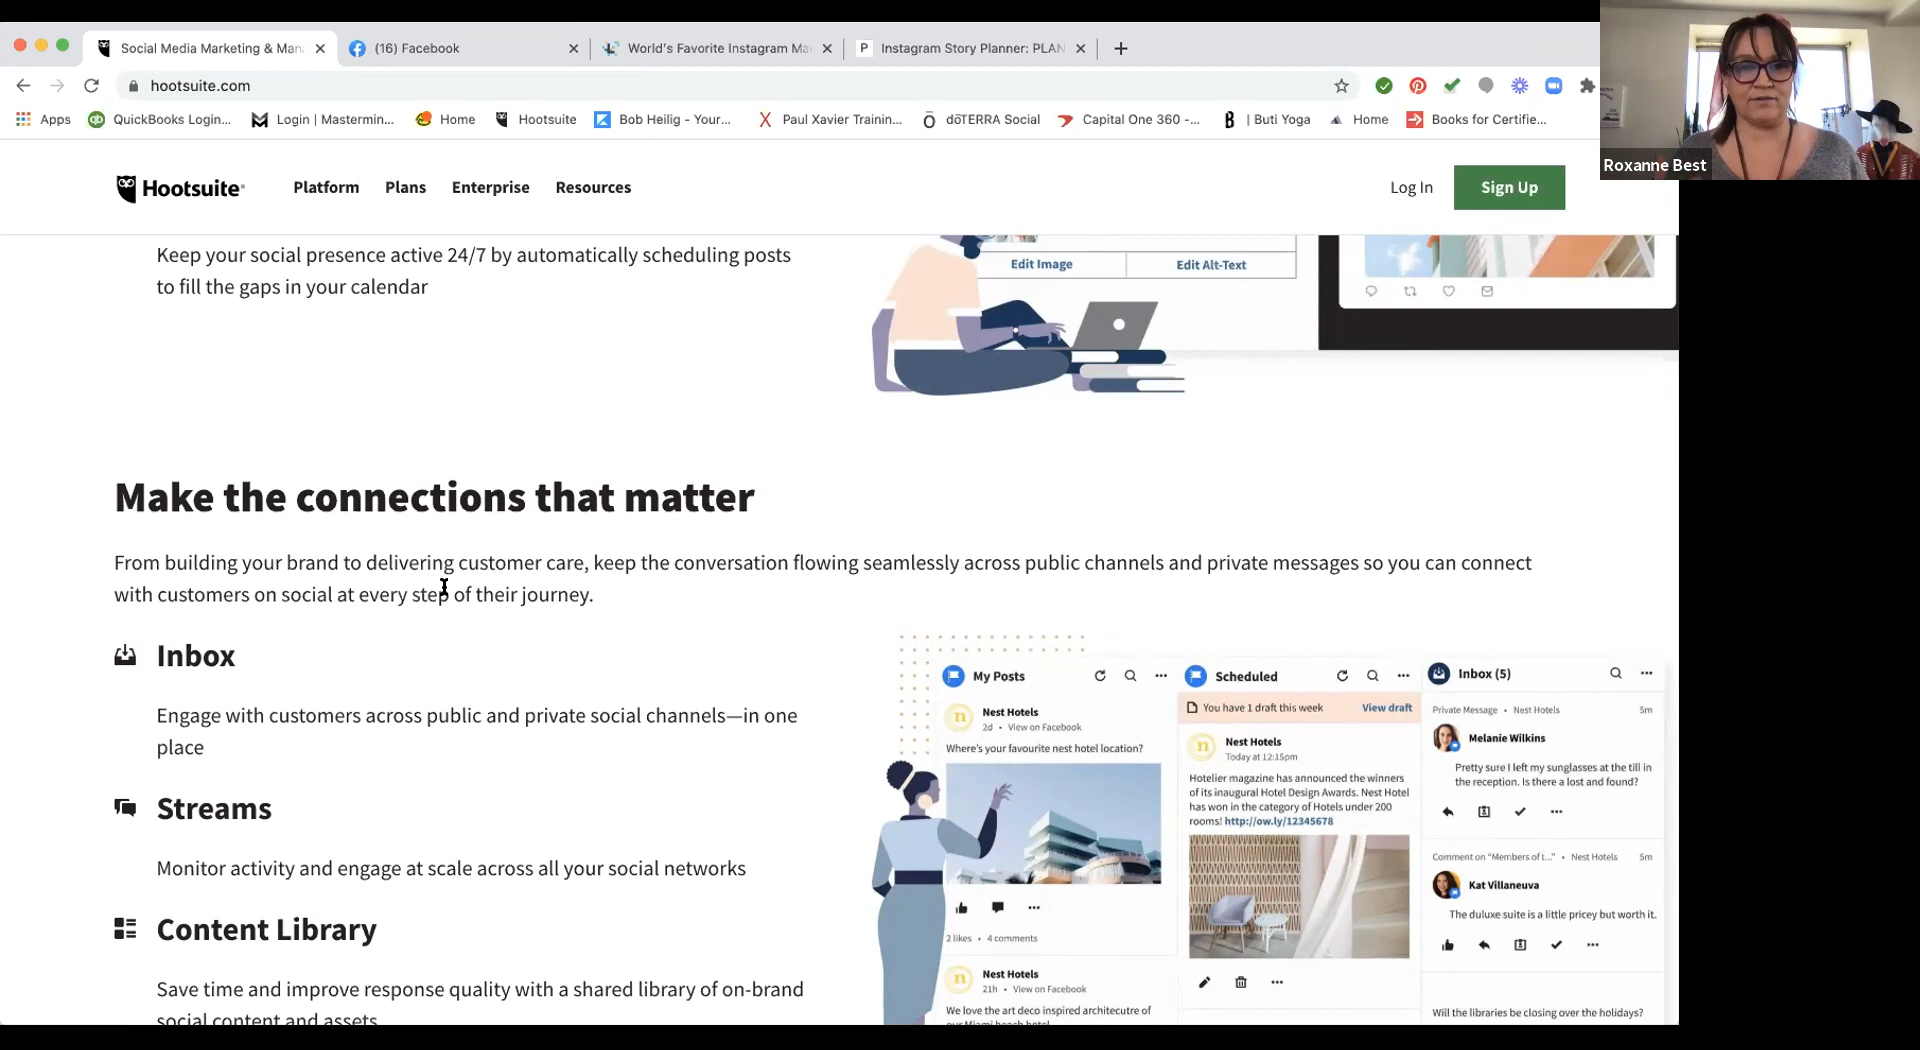 Social Media Marketing & Man
(16) Facebook
World's Favorite Instagram Ma
Instagram Story Planner: PLAN
hootsuite.com
Apps
QuickBooks Login...
Login | Mastermin...
Home
Hootsuite
Bob Heilig - Your...
Paul Xavier Trainin...
dōTERRA Social
Capital One 360 -...
| Buti Yoga
Home
Books for Certifie...
Roxanne Best
Hootsuite
Platform
Plans
Enterprise
Resources
Log In
Sign Up
Keep your social presence active 24/7 by automatically scheduling posts
to fill the gaps in your calendar
Edit Image
Edit Alt-Text
Make the connections that matter
From building your brand to delivering customer care, keep the conversation flowing seamlessly across public channels and private messages so you can connect
with customers on social at every step of their journey.
Inbox
Engage with customers across public and private social channels—in one
place
Streams
Monitor activity and engage at scale across all your social networks
Content Library
Save time and improve response quality with a shared library of on-brand
social content and assets
My Posts
Nest Hotels
2d • View on Facebook
Where's your favourite nest hotel location?
2 likes • 4 comments
Nest Hotels
21h • View on Facebook
We love the art deco inspired architecutre of
our Miami beach hotel
Scheduled
You have 1 draft this week
View draft
Nest Hotels
Today at 12:15pm
Hotelier magazine has announced the winners
of its inaugural Hotel Design Awards. Nest Hotel
has won in the category of Hotels under 200
rooms! http://ow.ly/12345678
Inbox (5)
Private Message • Nest Hotels
5m
Melanie Wilkins
Pretty sure I left my sunglasses at the till in
the reception. Is there a lost and found?
Comment on "Members of t..." • Nest Hotels
5m
Kat Villaneuva
The duluxe suite is a little pricey but worth it.
Will the libraries be closing over the holidays?